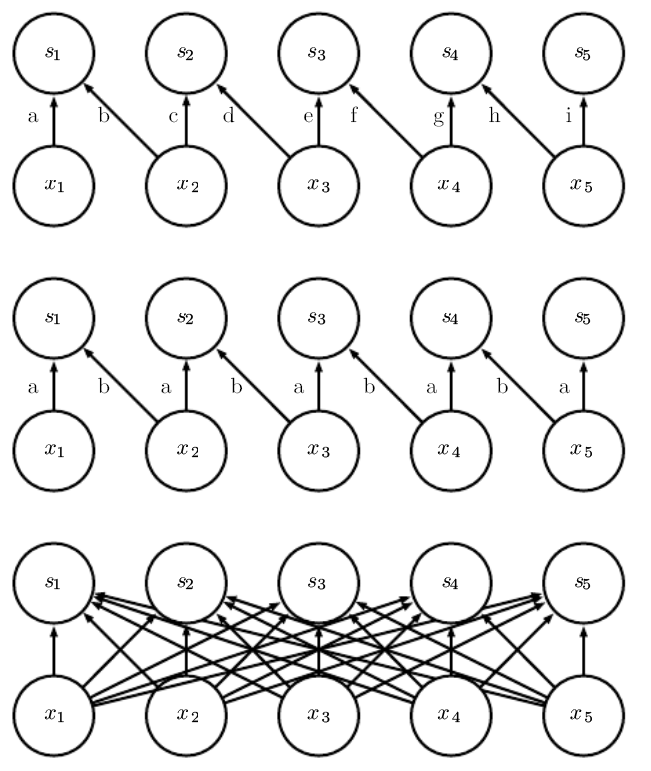 s₁ s₂ s₃ s₄ s₅
a b c d e f g h i
x₁ x₂ x₃ x₄ x₅
s₁ s₂ s₃ s₄ s₅
a b a b a b a b a
x₁ x₂ x₃ x₄ x₅
s₁ s₂ s₃ s₄ s₅
x₁ x₂ x₃ x₄ x₅